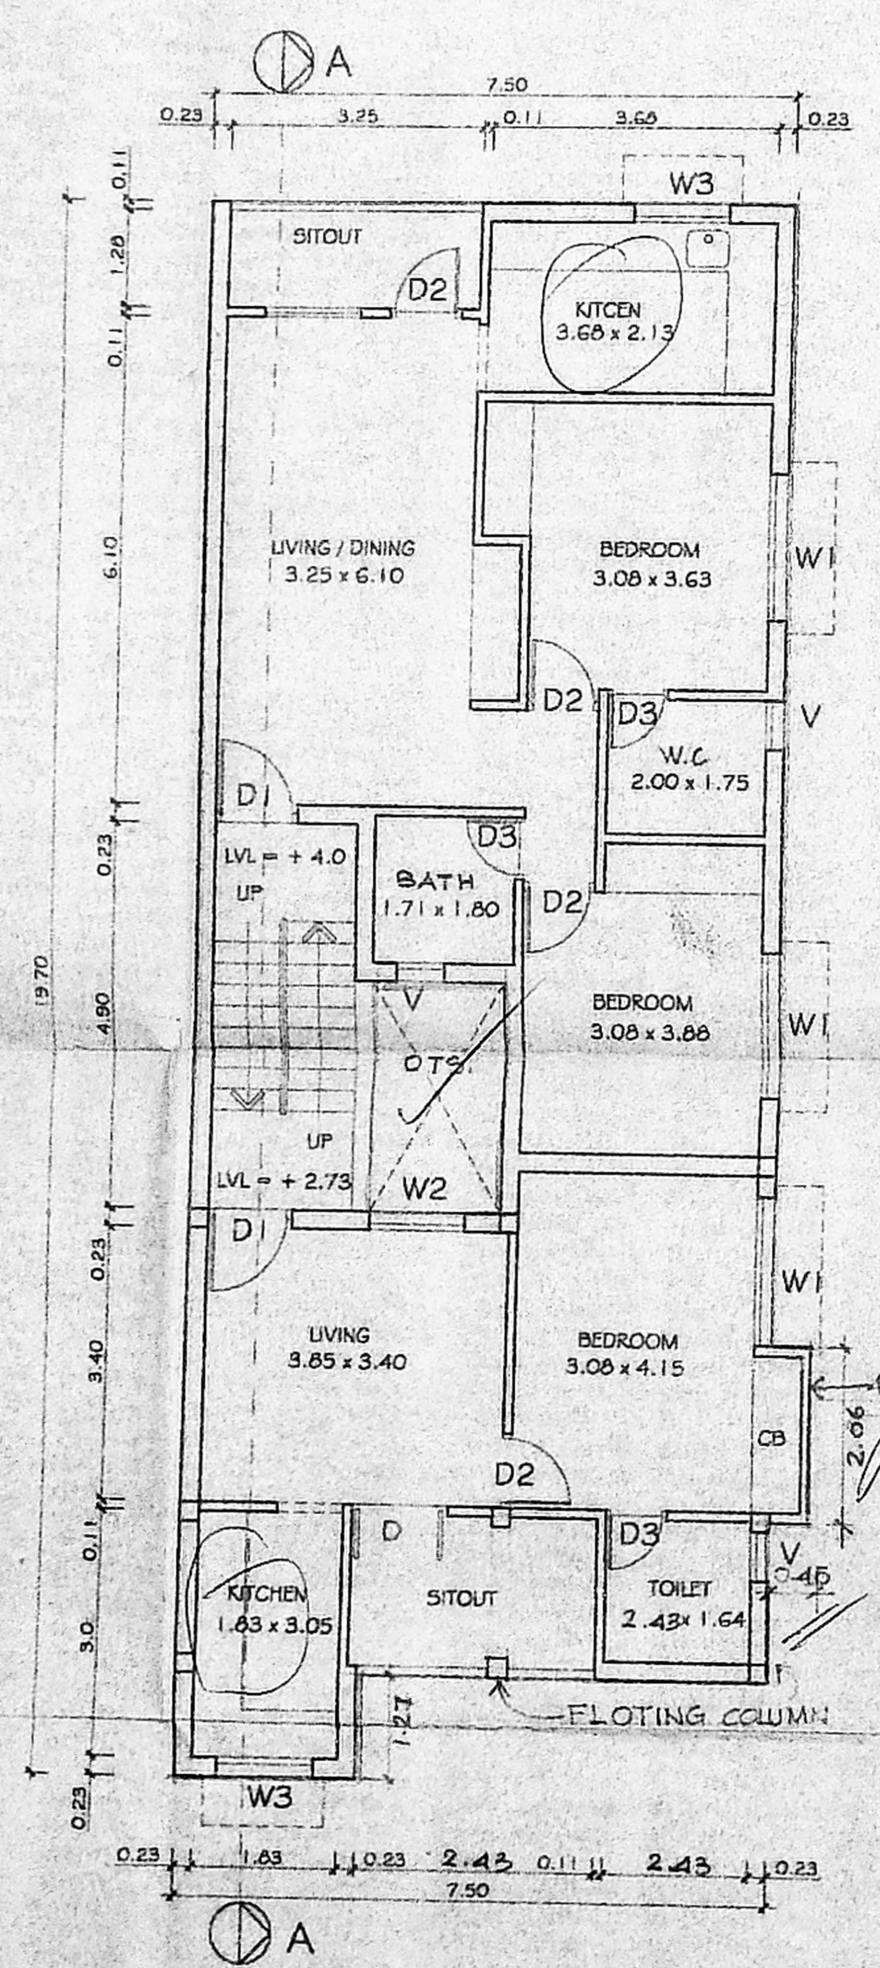 A
7.50
0.23 3.25 0.11 3.68 0.23
0.11
W3
SITOUT
1.28
D2
KITCEN
3.68 x 2.13
0.11
LIVING / DINING
3.25 x 6.10
6.10
BEDROOM
3.08 x 3.63
W1
D2
D3
V
W.C
2.00 x 1.75
D1
D3
0.23
LVL = + 4.0
UP
BATH
1.71 x 1.80
D2
19.70
4.90
V
BEDROOM
3.08 x 3.88
W1
OTS.
UP
LVL = + 2.73
W2
D1
0.23
W1
LIVING
3.85 x 3.40
BEDROOM
3.08 x 4.15
3.40
CB
2.06
D2
0.11
D
D3
V
0.45
KITCHEN
1.83 x 3.05
SITOUT
TOILET
2.43 x 1.64
3.0
1.27
FLOTING COLUMN
W3
0.23
0.23 1.83 0.23 2.43 0.11 2.43 0.23
7.50
A